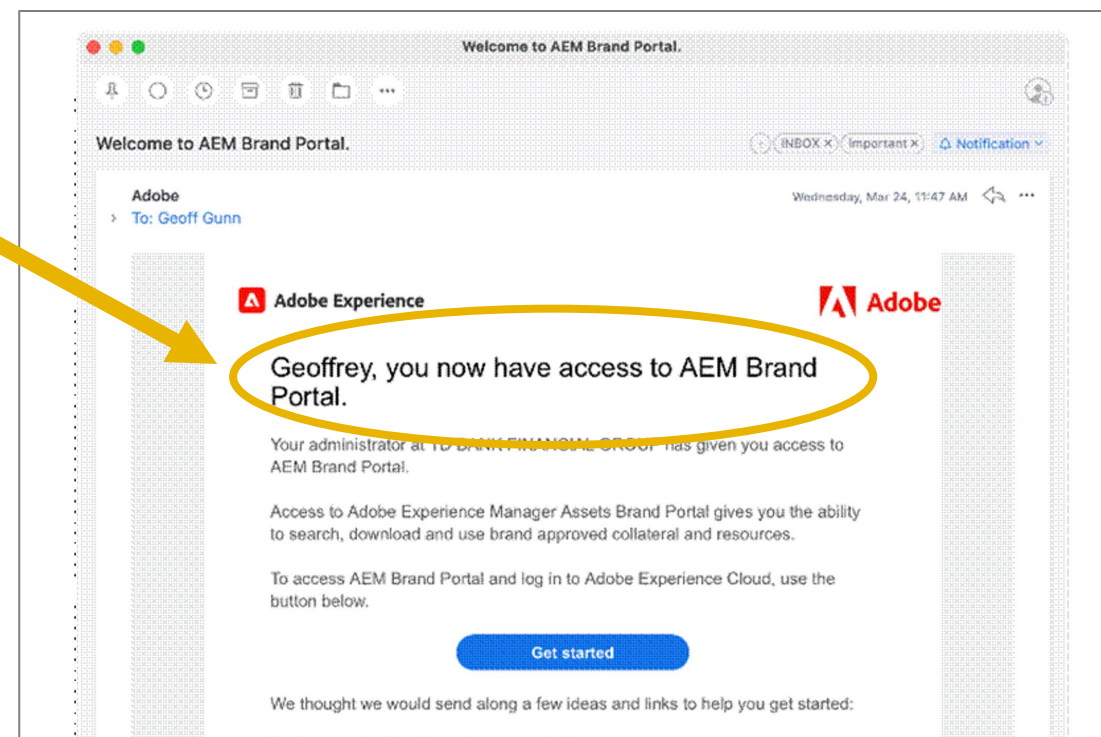 Welcome to AEM Brand Portal.
Welcome to AEM Brand Portal.
INBOX × Important × Notification
Adobe
Wednesday, Mar 24, 11:47 AM
To: Geoff Gunn
Adobe Experience
Adobe
Geoffrey, you now have access to AEM Brand
Portal.
Your administrator at TD BANK FINANCIAL GROUP has given you access to
AEM Brand Portal.
Access to Adobe Experience Manager Assets Brand Portal gives you the ability
to search, download and use brand approved collateral and resources.
To access AEM Brand Portal and log in to Adobe Experience Cloud, use the
button below.
Get started
We thought we would send along a few ideas and links to help you get started: